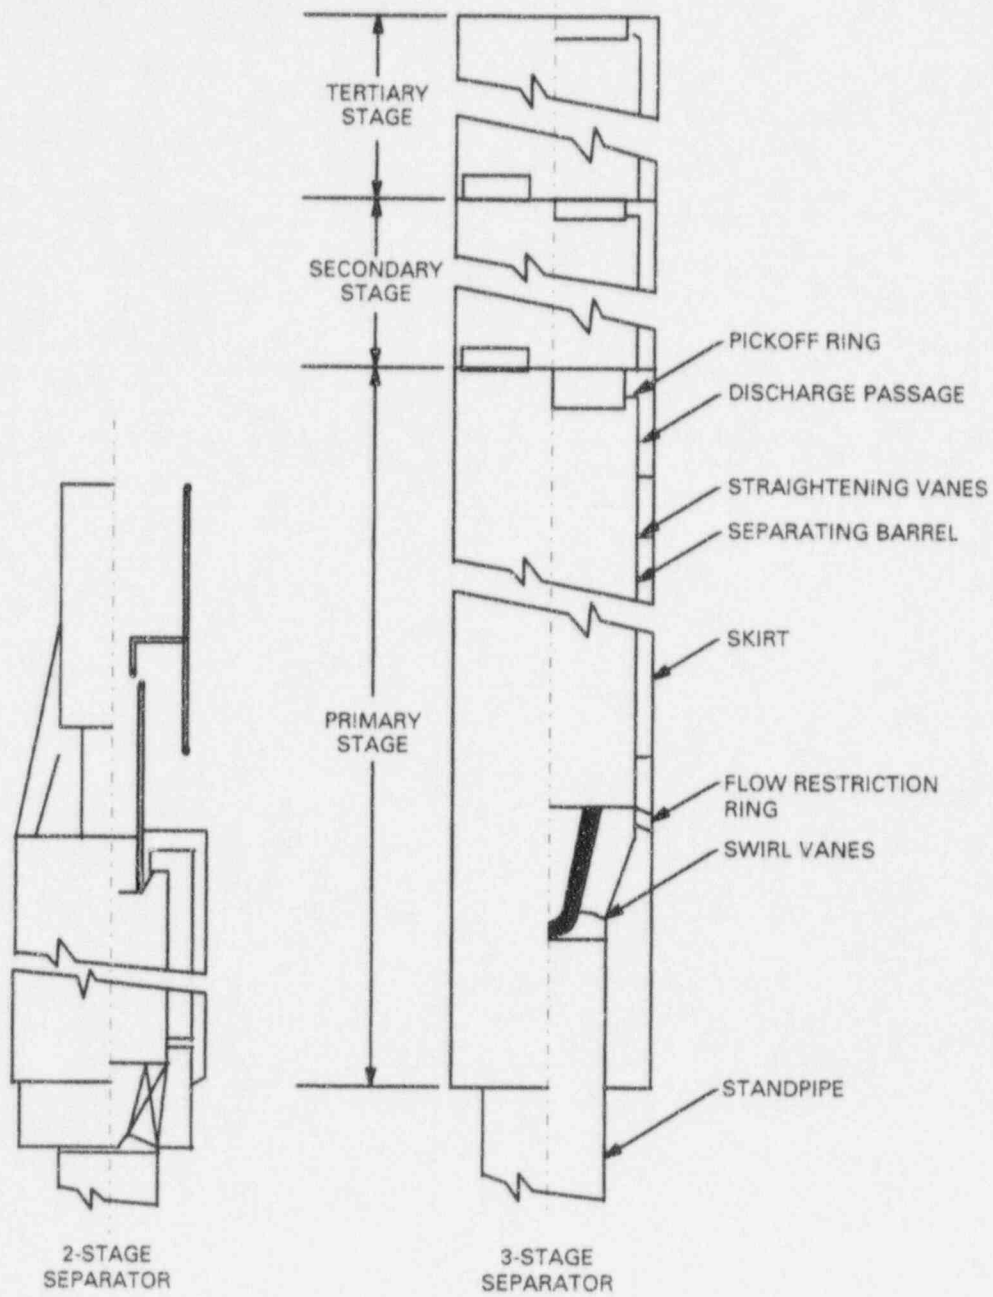 TERTIARY
STAGE
SECONDARY
STAGE
PICKOFF RING
DISCHARGE PASSAGE
STRAIGHTENING VANES
SEPARATING BARREL
SKIRT
PRIMARY
STAGE
FLOW RESTRICTION
RING
SWIRL VANES
STANDPIPE
2-STAGE
SEPARATOR
3-STAGE
SEPARATOR